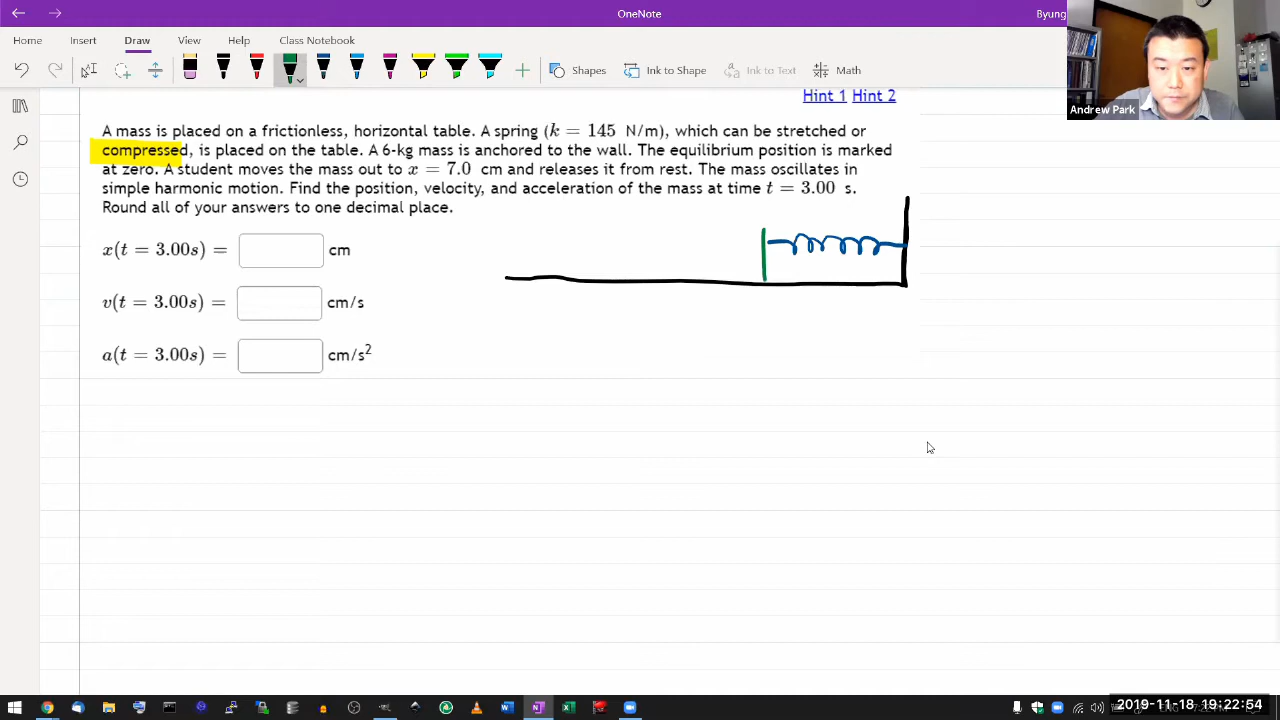 OneNote
Byung
Home Insert Draw View Help Class Notebook
Shapes Ink to Shape Ink to Text Math
Andrew Park
Hint 1 Hint 2
A mass is placed on a frictionless, horizontal table. A spring (k = 145 N/m), which can be stretched or
compressed, is placed on the table. A 6-kg mass is anchored to the wall. The equilibrium position is marked
at zero. A student moves the mass out to x = 7.0 cm and releases it from rest. The mass oscillates in
simple harmonic motion. Find the position, velocity, and acceleration of the mass at time t = 3.00 s.
Round all of your answers to one decimal place.
x(t = 3.00s) = cm
v(t = 3.00s) = cm/s
a(t = 3.00s) = cm/s²
2019-11-18 19:22:54